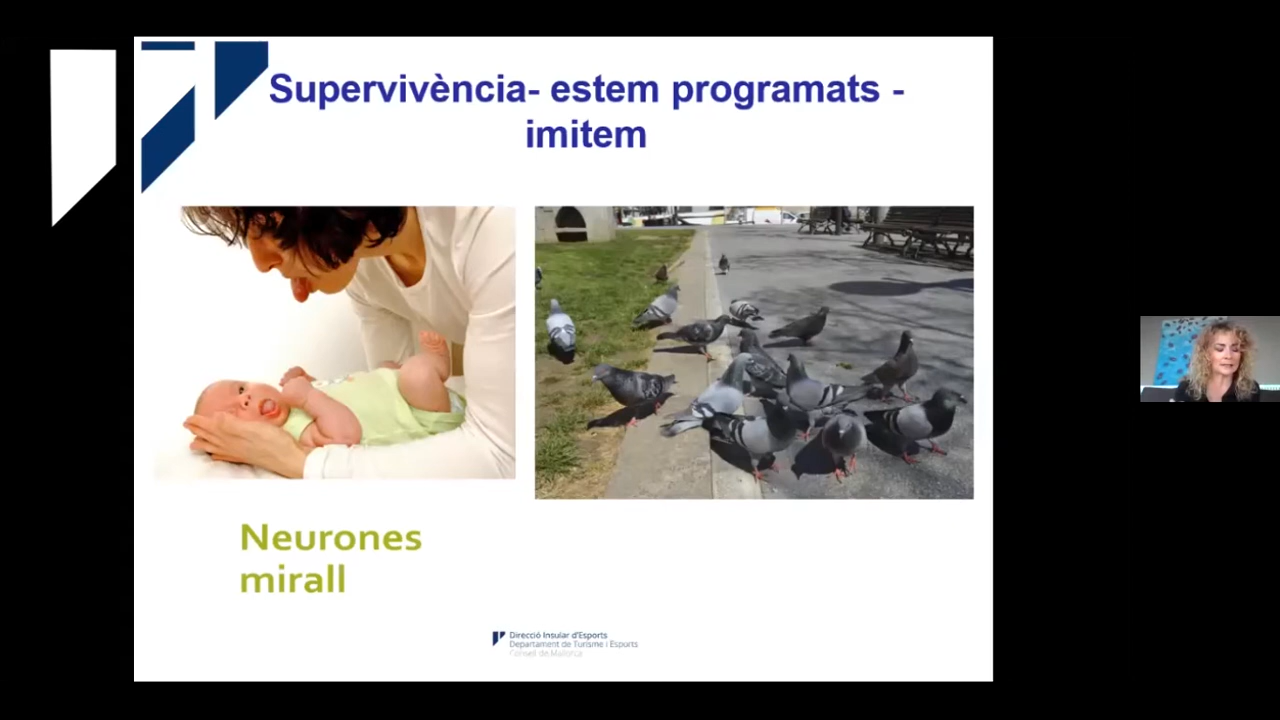 Supervivència- estem programats -
imitem
Neurones
mirall
Direcció Insular d'Esports
Departament de Turisme i Esports
Consell de Mallorca